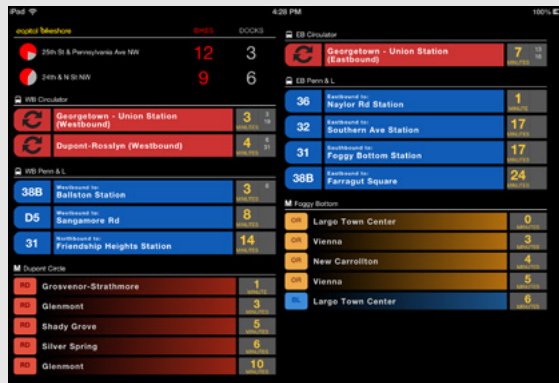 iPad
4:28 PM
100%
capital bikeshare
BIKES
DOCKS
25th St & Pennsylvania Ave NW
12
3
24th & N St NW
9
6
WB Circulator
Georgetown - Union Station
(Westbound)
3
MINUTES
Dupont-Rosslyn (Westbound)
4
MINUTES
WB Penn & L
38B
Westbound to:
Ballston Station
3
MINUTES
D5
Westbound to:
Sangamore Rd
8
MINUTES
31
Northbound to:
Friendship Heights Station
14
MINUTES
M Dupont Circle
RD
Grosvenor-Strathmore
1
MINUTE
RD
Glenmont
3
MINUTES
RD
Shady Grove
5
MINUTES
RD
Silver Spring
6
MINUTES
RD
Glenmont
10
MINUTES
EB Circulator
Georgetown - Union Station
(Eastbound)
7
MINUTES
EB Penn & L
36
Eastbound to:
Naylor Rd Station
1
MINUTE
32
Eastbound to:
Southern Ave Station
17
MINUTES
31
Southbound to:
Foggy Bottom Station
17
MINUTES
38B
Eastbound to:
Farragut Square
24
MINUTES
M Foggy Bottom
OR
Largo Town Center
0
MINUTES
OR
Vienna
3
MINUTES
OR
New Carrollton
4
MINUTES
OR
Vienna
5
MINUTES
BL
Largo Town Center
6
MINUTES